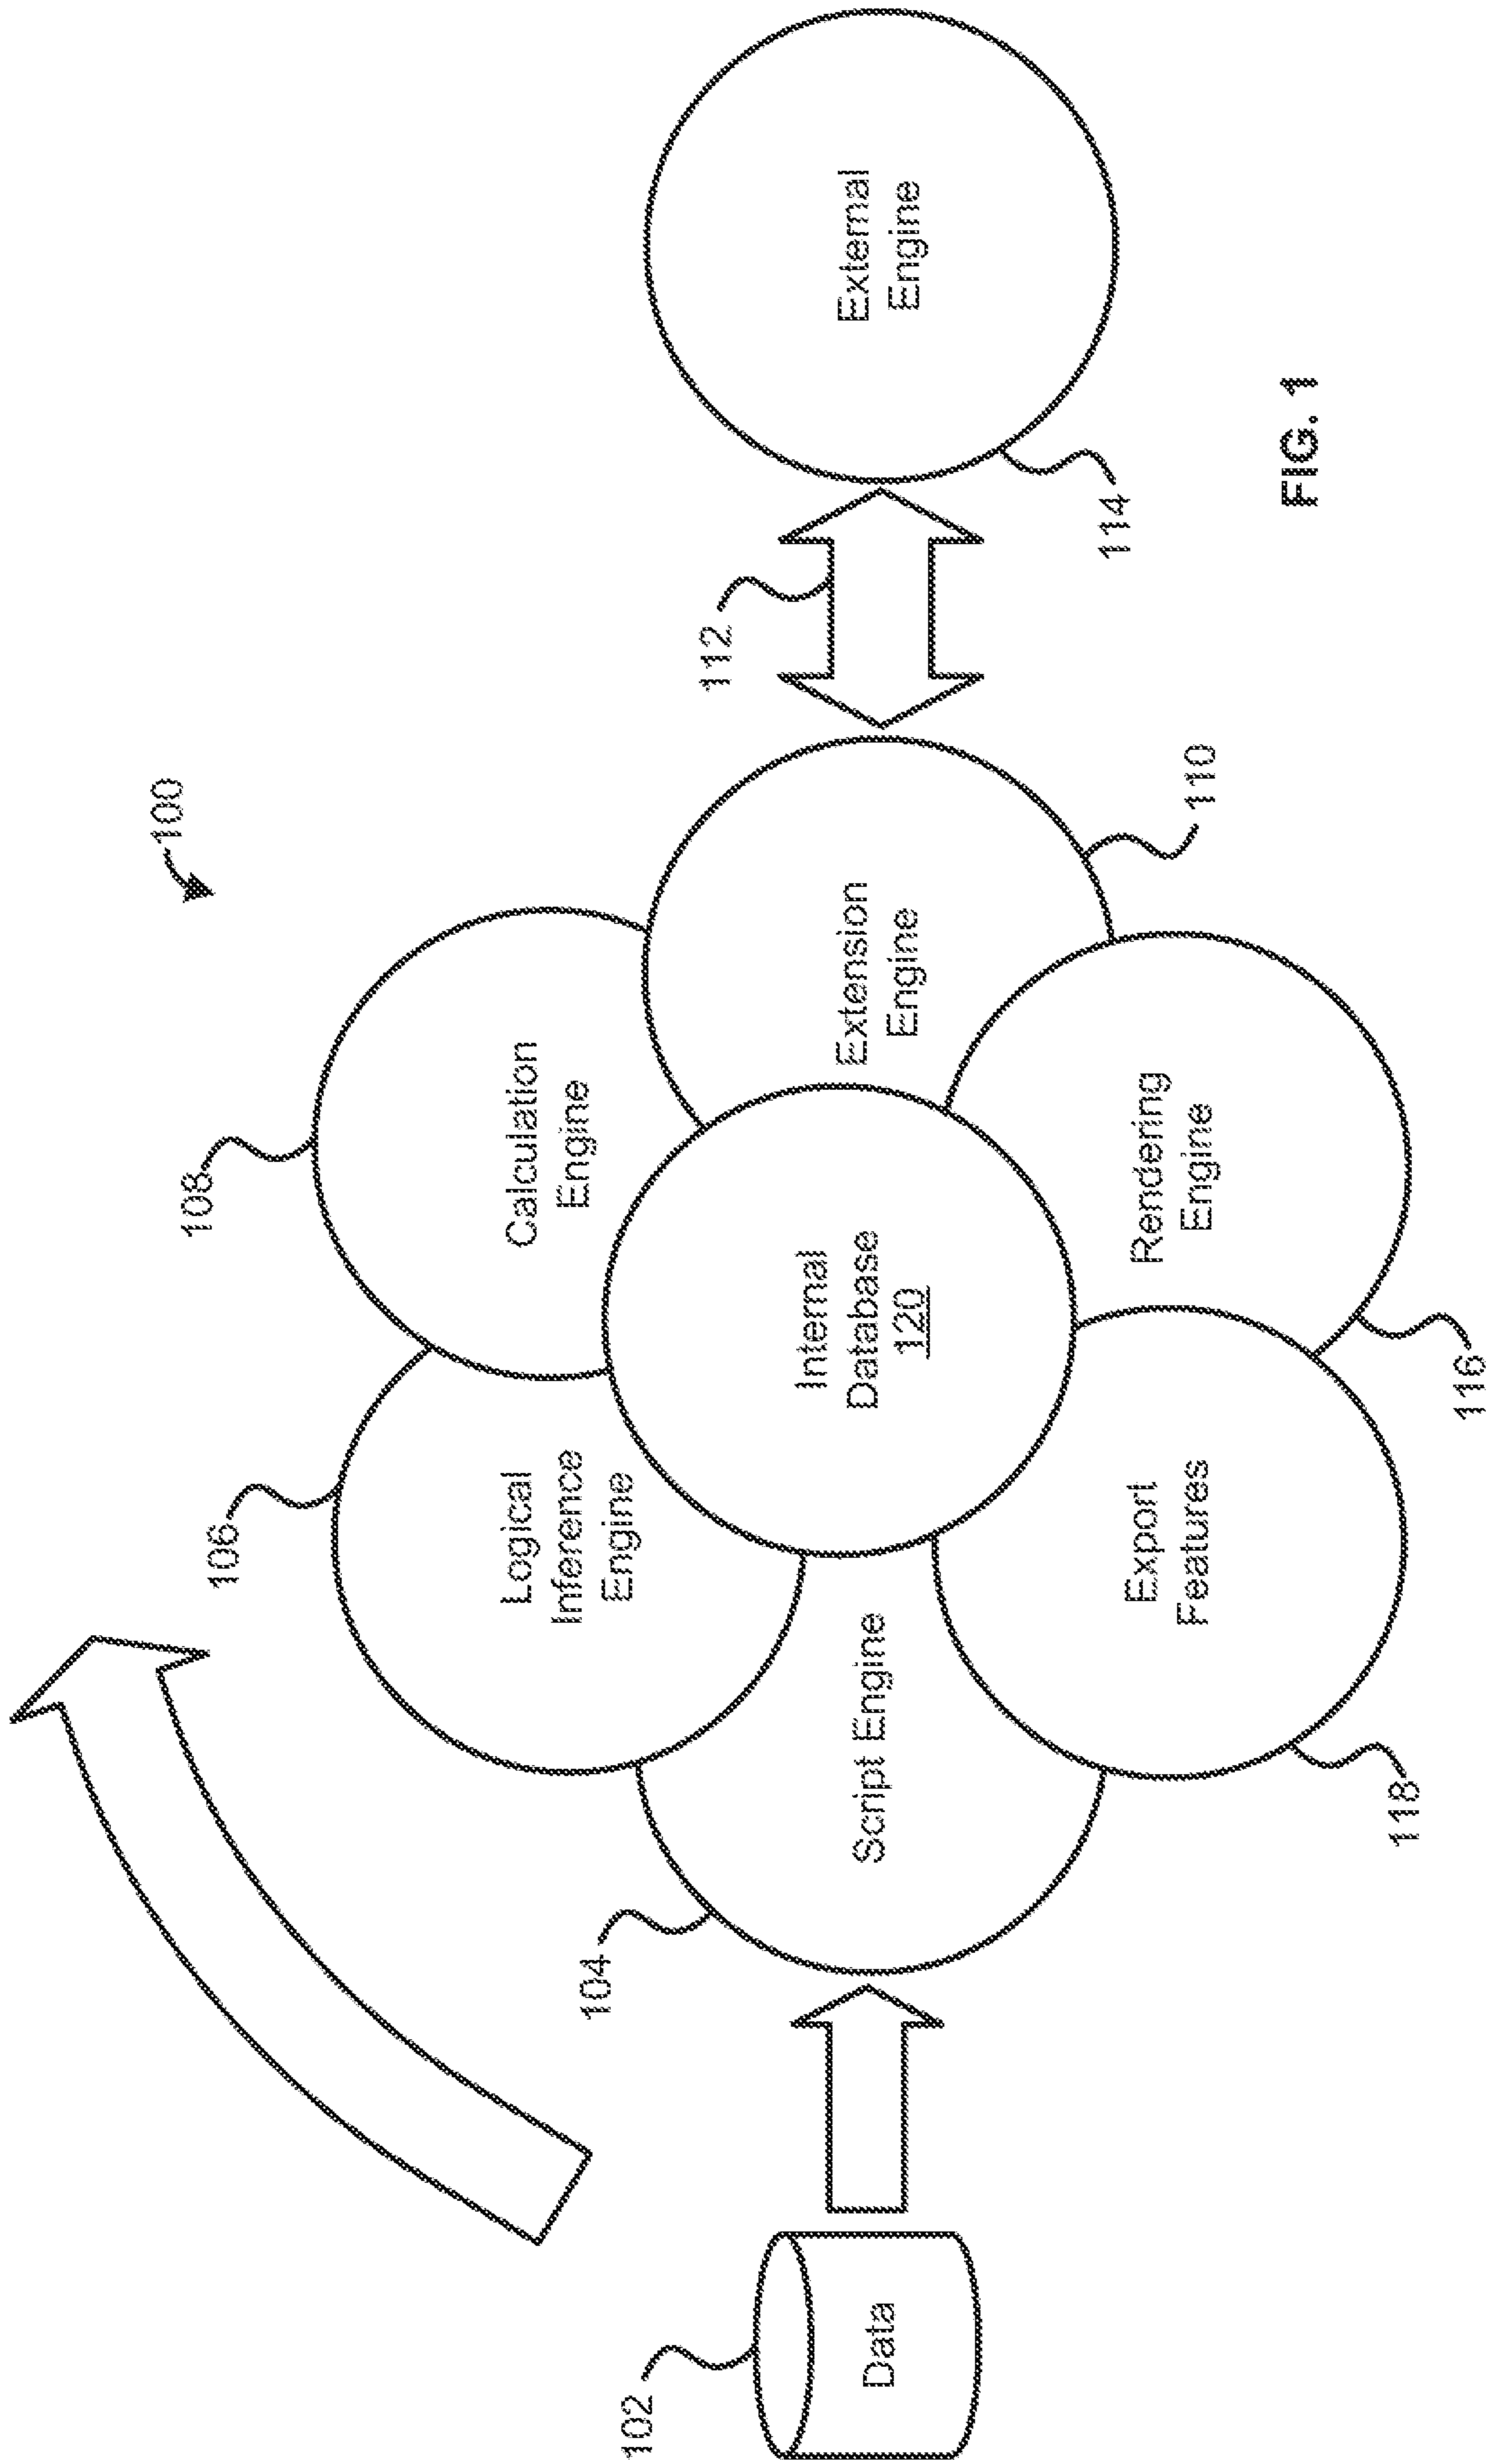 100
108
Calculation
Engine
106
Logical
Inference
Engine
112
External
Engine
114
Extension
Engine
110
Internal
Database
120
104
Script Engine
102
Data
Rendering
Engine
116
Export
Features
118
FIG. 1